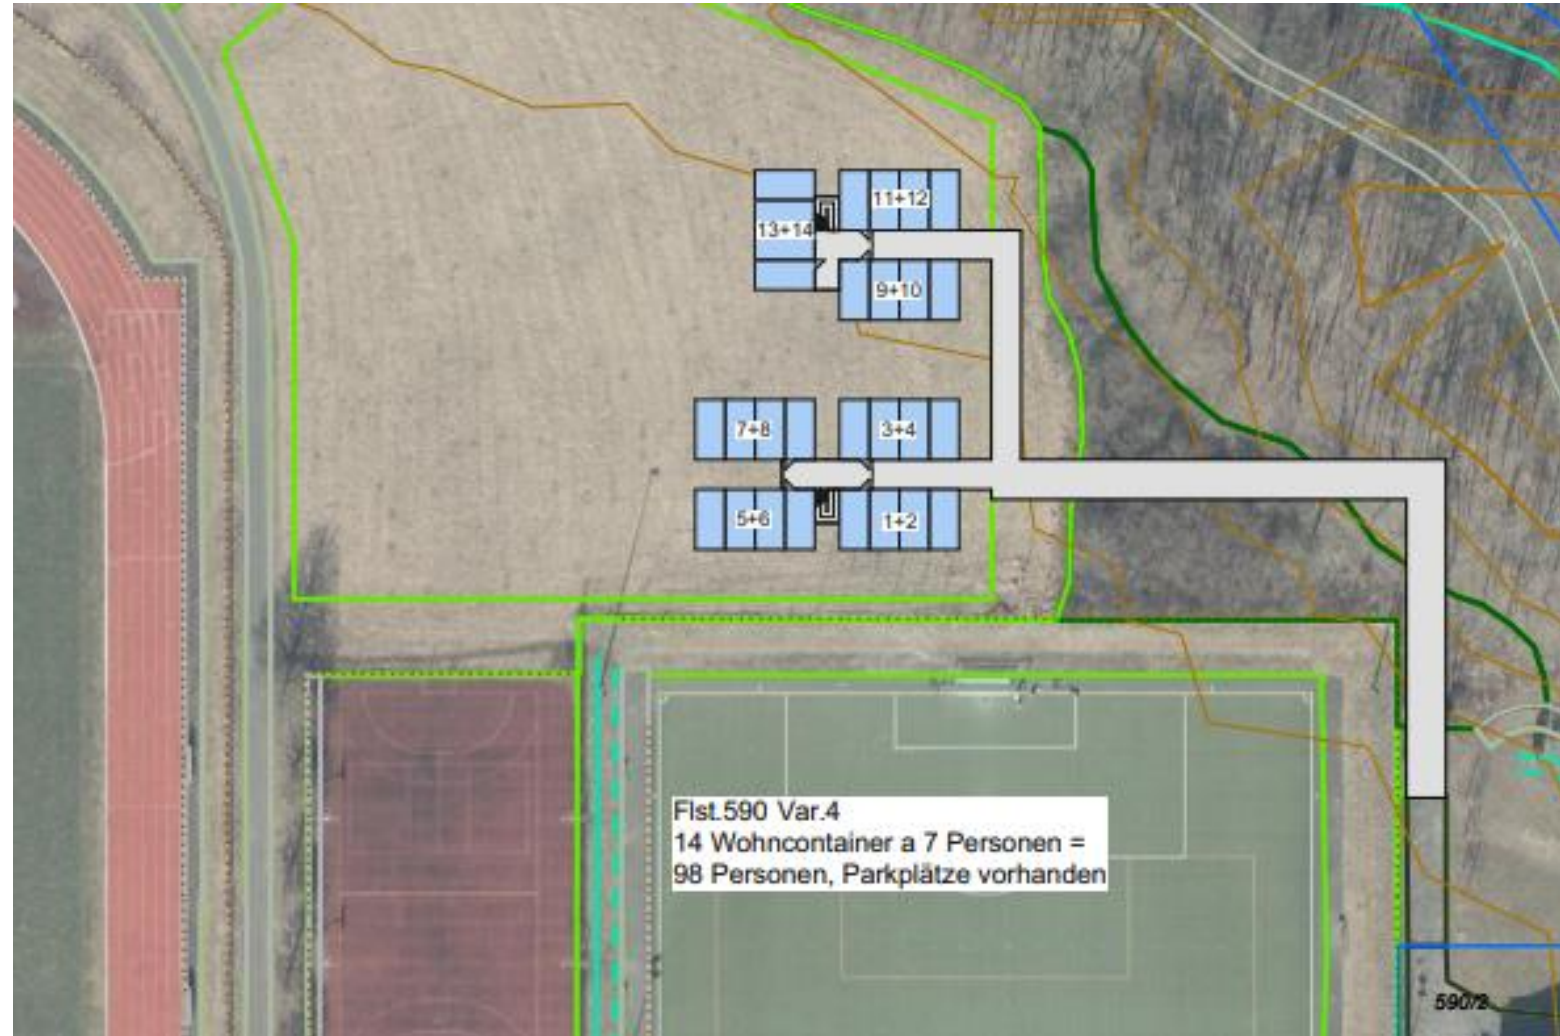 11+12
13+14
9+10
7+8
3+4
5+6
1+2
Flst.590 Var.4
14 Wohncontainer a 7 Personen =
98 Personen, Parkplätze vorhanden
590/2